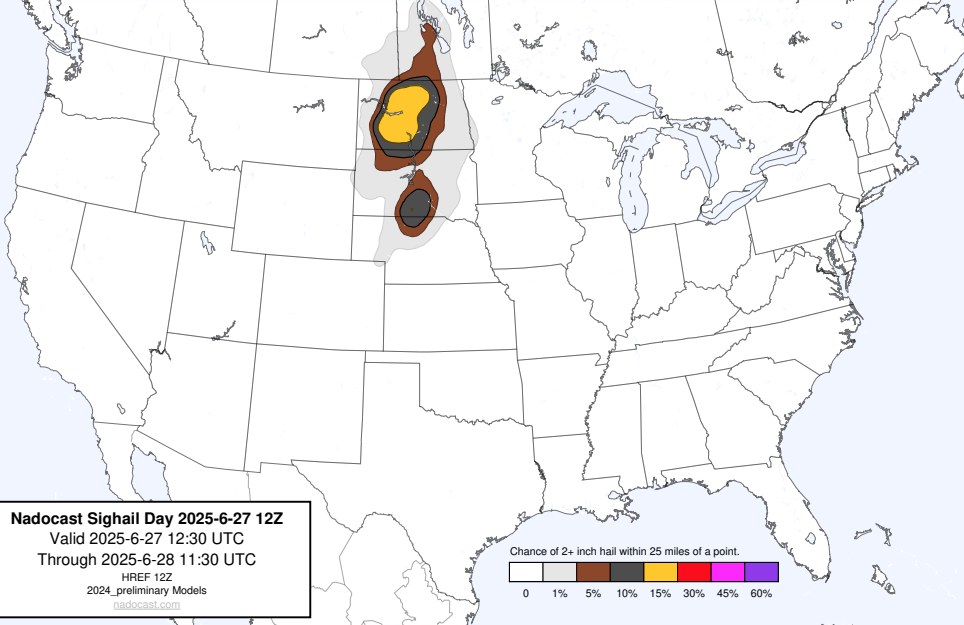 Nadocast Sighail Day 2025-6-27 12Z
Valid 2025-6-27 12:30 UTC
Through 2025-6-28 11:30 UTC
HREF 12Z
2024_preliminary Models
nadocast.com
Chance of 2+ inch hail within 25 miles of a point.
0 1% 5% 10% 15% 30% 45% 60%